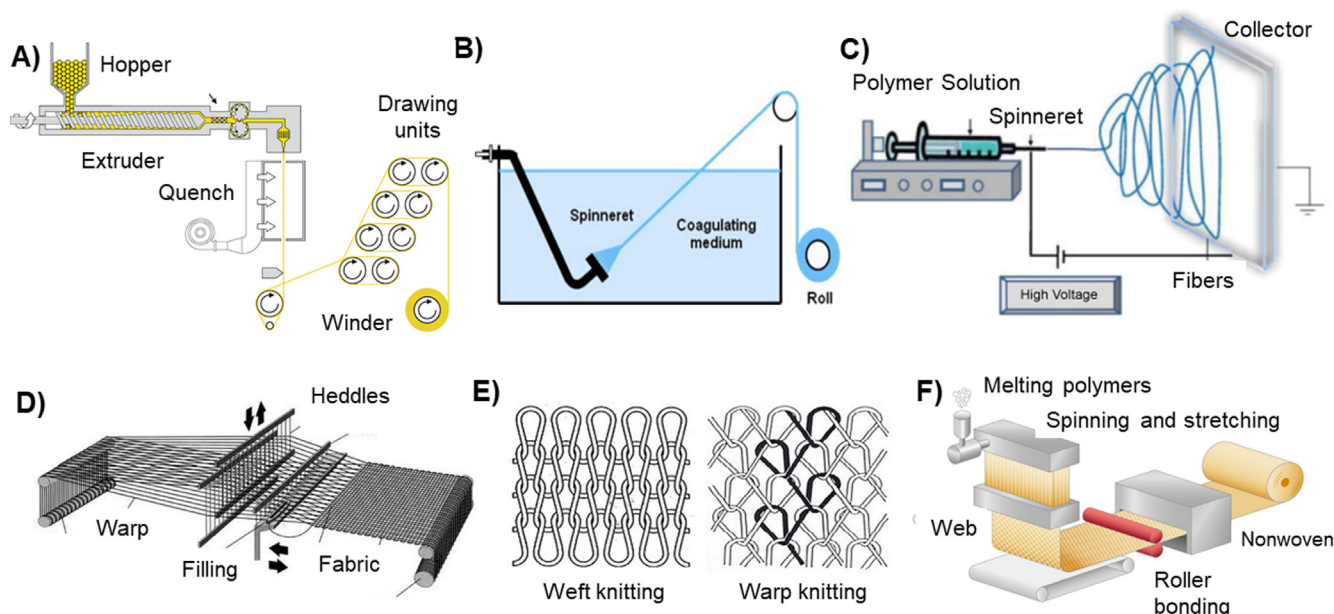 A)
Hopper
Extruder
Quench
Drawing
units
Winder
B)
Spinneret
Coagulating
medium
Roll
C)
Collector
Polymer Solution
Spinneret
High Voltage
Fibers
D)
Heddles
Warp
Filling
Fabric
E)
Weft knitting
Warp knitting
F)
Melting polymers
Spinning and stretching
Web
Nonwoven
Roller
bonding